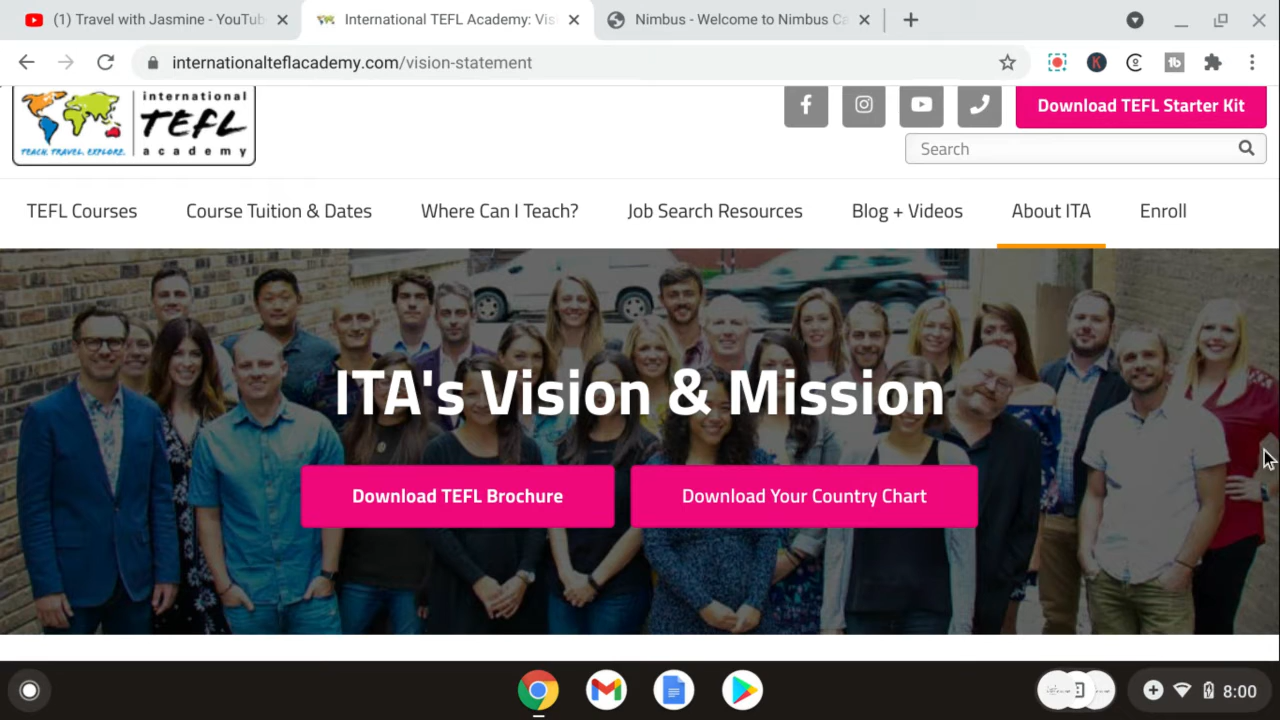 (1) Travel with Jasmine - YouTub
International TEFL Academy: Vis
Nimbus - Welcome to Nimbus Ca
internationalteflacademy.com/vision-statement
international
TEFL
academy
TEACH. TRAVEL. EXPLORE.
Download TEFL Starter Kit
Search
TEFL Courses
Course Tuition & Dates
Where Can I Teach?
Job Search Resources
Blog + Videos
About ITA
Enroll
ITA's Vision & Mission
Download TEFL Brochure
Download Your Country Chart
8:00